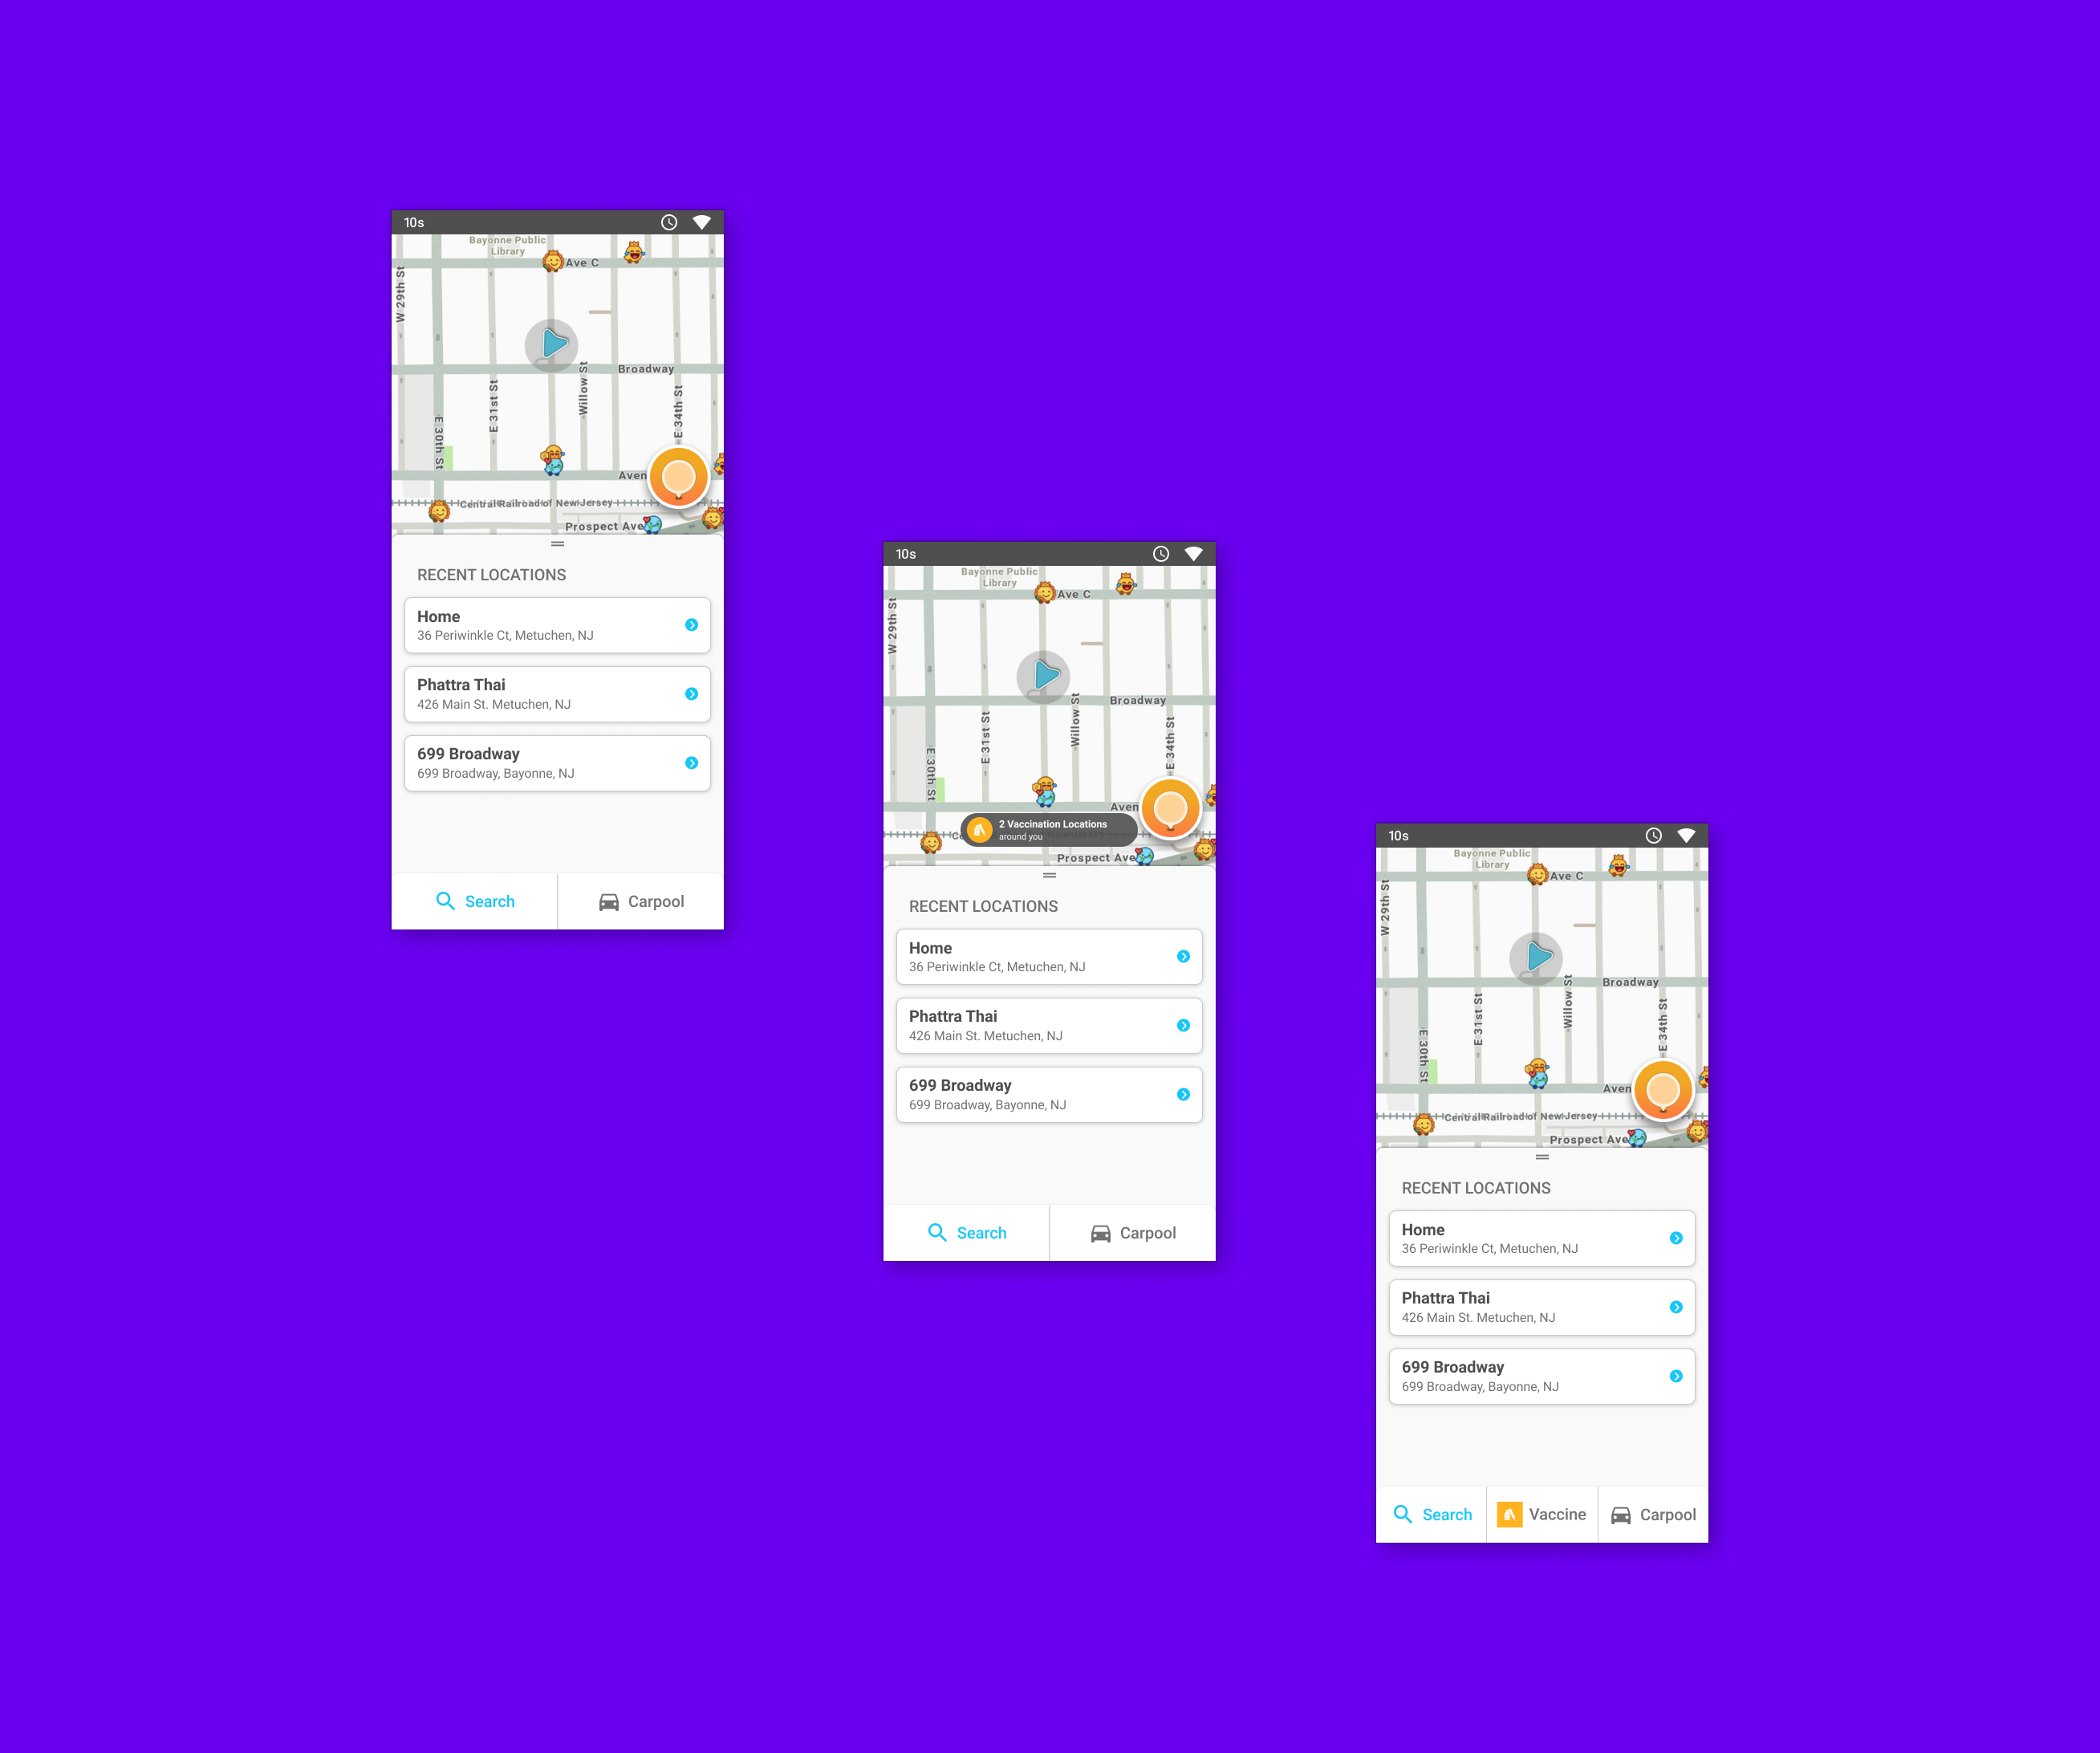 10s
Bayonne Public
Library
Ave C
W 29th St
Broadway
Willow St
E 31st St
E 34th St
E 30th St
Aven
Central Railroad of New Jersey
Prospect Ave
RECENT LOCATIONS
Home
36 Periwinkle Ct, Metuchen, NJ
Phattra Thai
426 Main St. Metuchen, NJ
699 Broadway
699 Broadway, Bayonne, NJ
Search
Carpool
10s
Bayonne Public
Library
Ave C
W 29th St
Broadway
Willow St
E 31st St
E 34th St
E 30th St
Aven
2 Vaccination Locations
around you
Prospect Ave
RECENT LOCATIONS
Home
36 Periwinkle Ct, Metuchen, NJ
Phattra Thai
426 Main St. Metuchen, NJ
699 Broadway
699 Broadway, Bayonne, NJ
Search
Carpool
10s
Bayonne Public
Library
Ave C
W 29th St
Broadway
Willow St
E 31st St
E 34th St
E 30th St
Aven
Central Railroad of New Jersey
Prospect Ave
RECENT LOCATIONS
Home
36 Periwinkle Ct, Metuchen, NJ
Phattra Thai
426 Main St. Metuchen, NJ
699 Broadway
699 Broadway, Bayonne, NJ
Search
Vaccine
Carpool